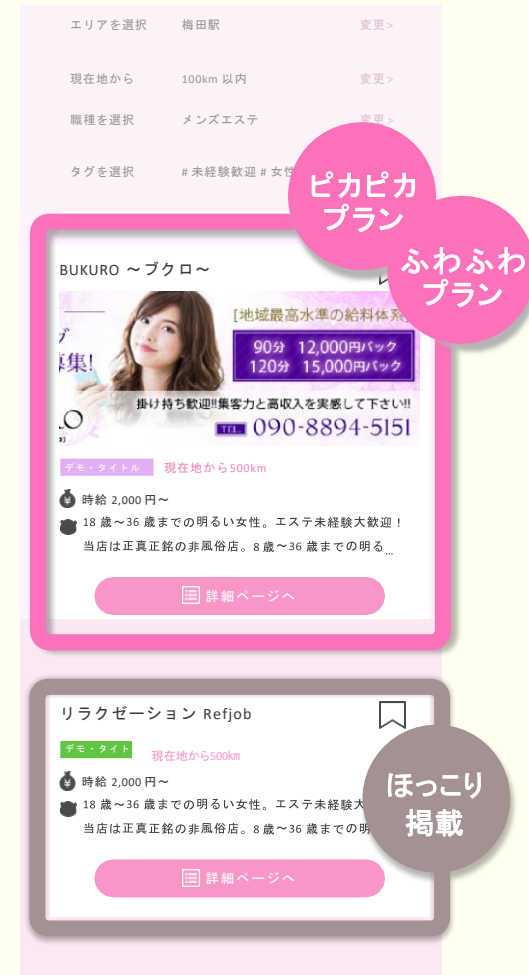 エリアを選択 梅田駅 変更>
現在地から 100km 以内 変更>
職種を選択 メンズエステ 変更>
タグを選択 #未経験歓迎 #女性
ピカピカ
プラン
ふわふわ
プラン
BUKURO ～ブクロ～
[地域最高水準の給料体系]
集!
90分 12,000円バック
120分 15,000円バック
掛け持ち歓迎!!集客力と高収入を実感して下さい!!
TEL. 090-8894-5151
デモ・タイトル 現在地から500km
時給 2,000 円～
18 歳～36 歳までの明るい女性。エステ未経験大歓迎！
当店は正真正銘の非風俗店。8 歳～36 歳までの明る...
詳細ページへ
リラクゼーション Refjob
デモ・タイト 現在地から500km
時給 2,000 円～
18 歳～36 歳までの明るい女性。エステ未経験大
当店は正真正銘の非風俗店。8 歳～36 歳までの明
ほっこり
掲載
詳細ページへ